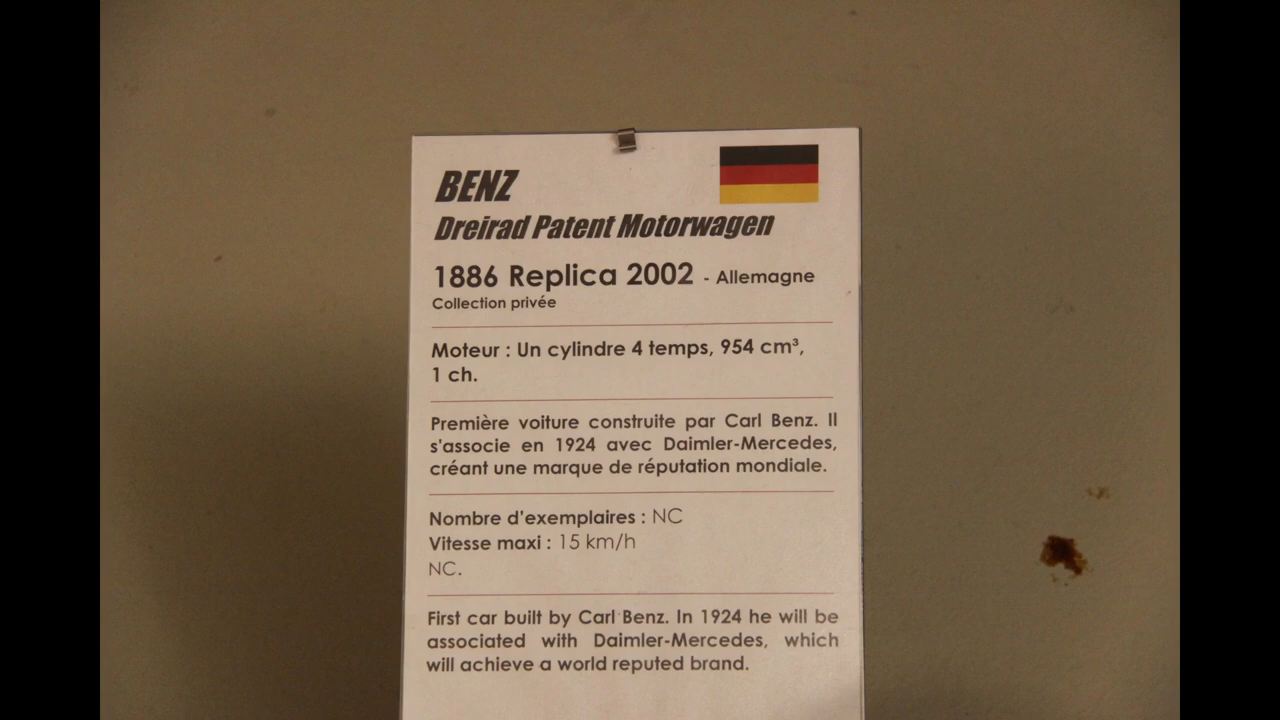 BENZ
Dreirad Patent Motorwagen
1886 Replica 2002 - Allemagne
Collection privée
Moteur : Un cylindre 4 temps, 954 cm³,
1 ch.
Première voiture construite par Carl Benz. Il
s'associe en 1924 avec Daimler-Mercedes,
créant une marque de réputation mondiale.
Nombre d'exemplaires : NC
Vitesse maxi : 15 km/h
NC.
First car built by Carl Benz. In 1924 he will be
associated with Daimler-Mercedes, which
will achieve a world reputed brand.